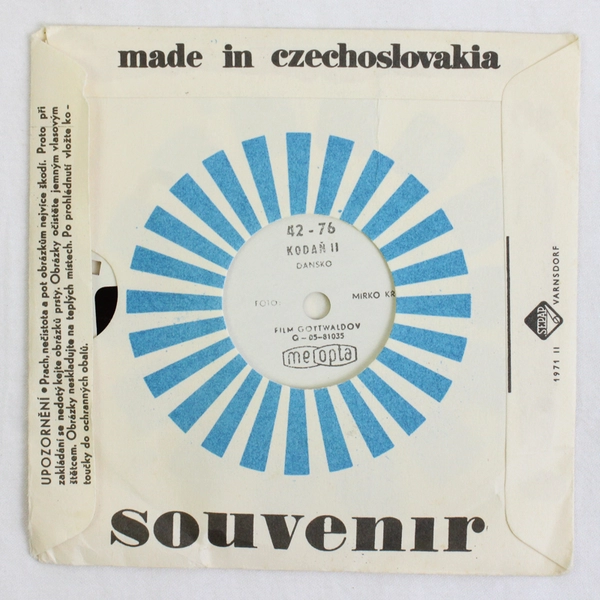 made in czechoslovakia
UPOZORNĚNÍ • Prach, nečistota a pot obrázkům nejvíce škodí. Proto při
zakládání se nedotýkejte obrázků prsty. Obrázky očistěte jemným vlasovým
štětcem. Obrázky neskladujte na teplých místech. Po prohlédnutí vložte ko-
toučky do ochranných obalů.
42 - 76
KODAŇ II
DÁNSKO
FOTO: MIRKO KR
FILM GOTTWALDOV
G - 05-81035
meopta
SEPAP
VARNSDORF
1971 II
souvenir